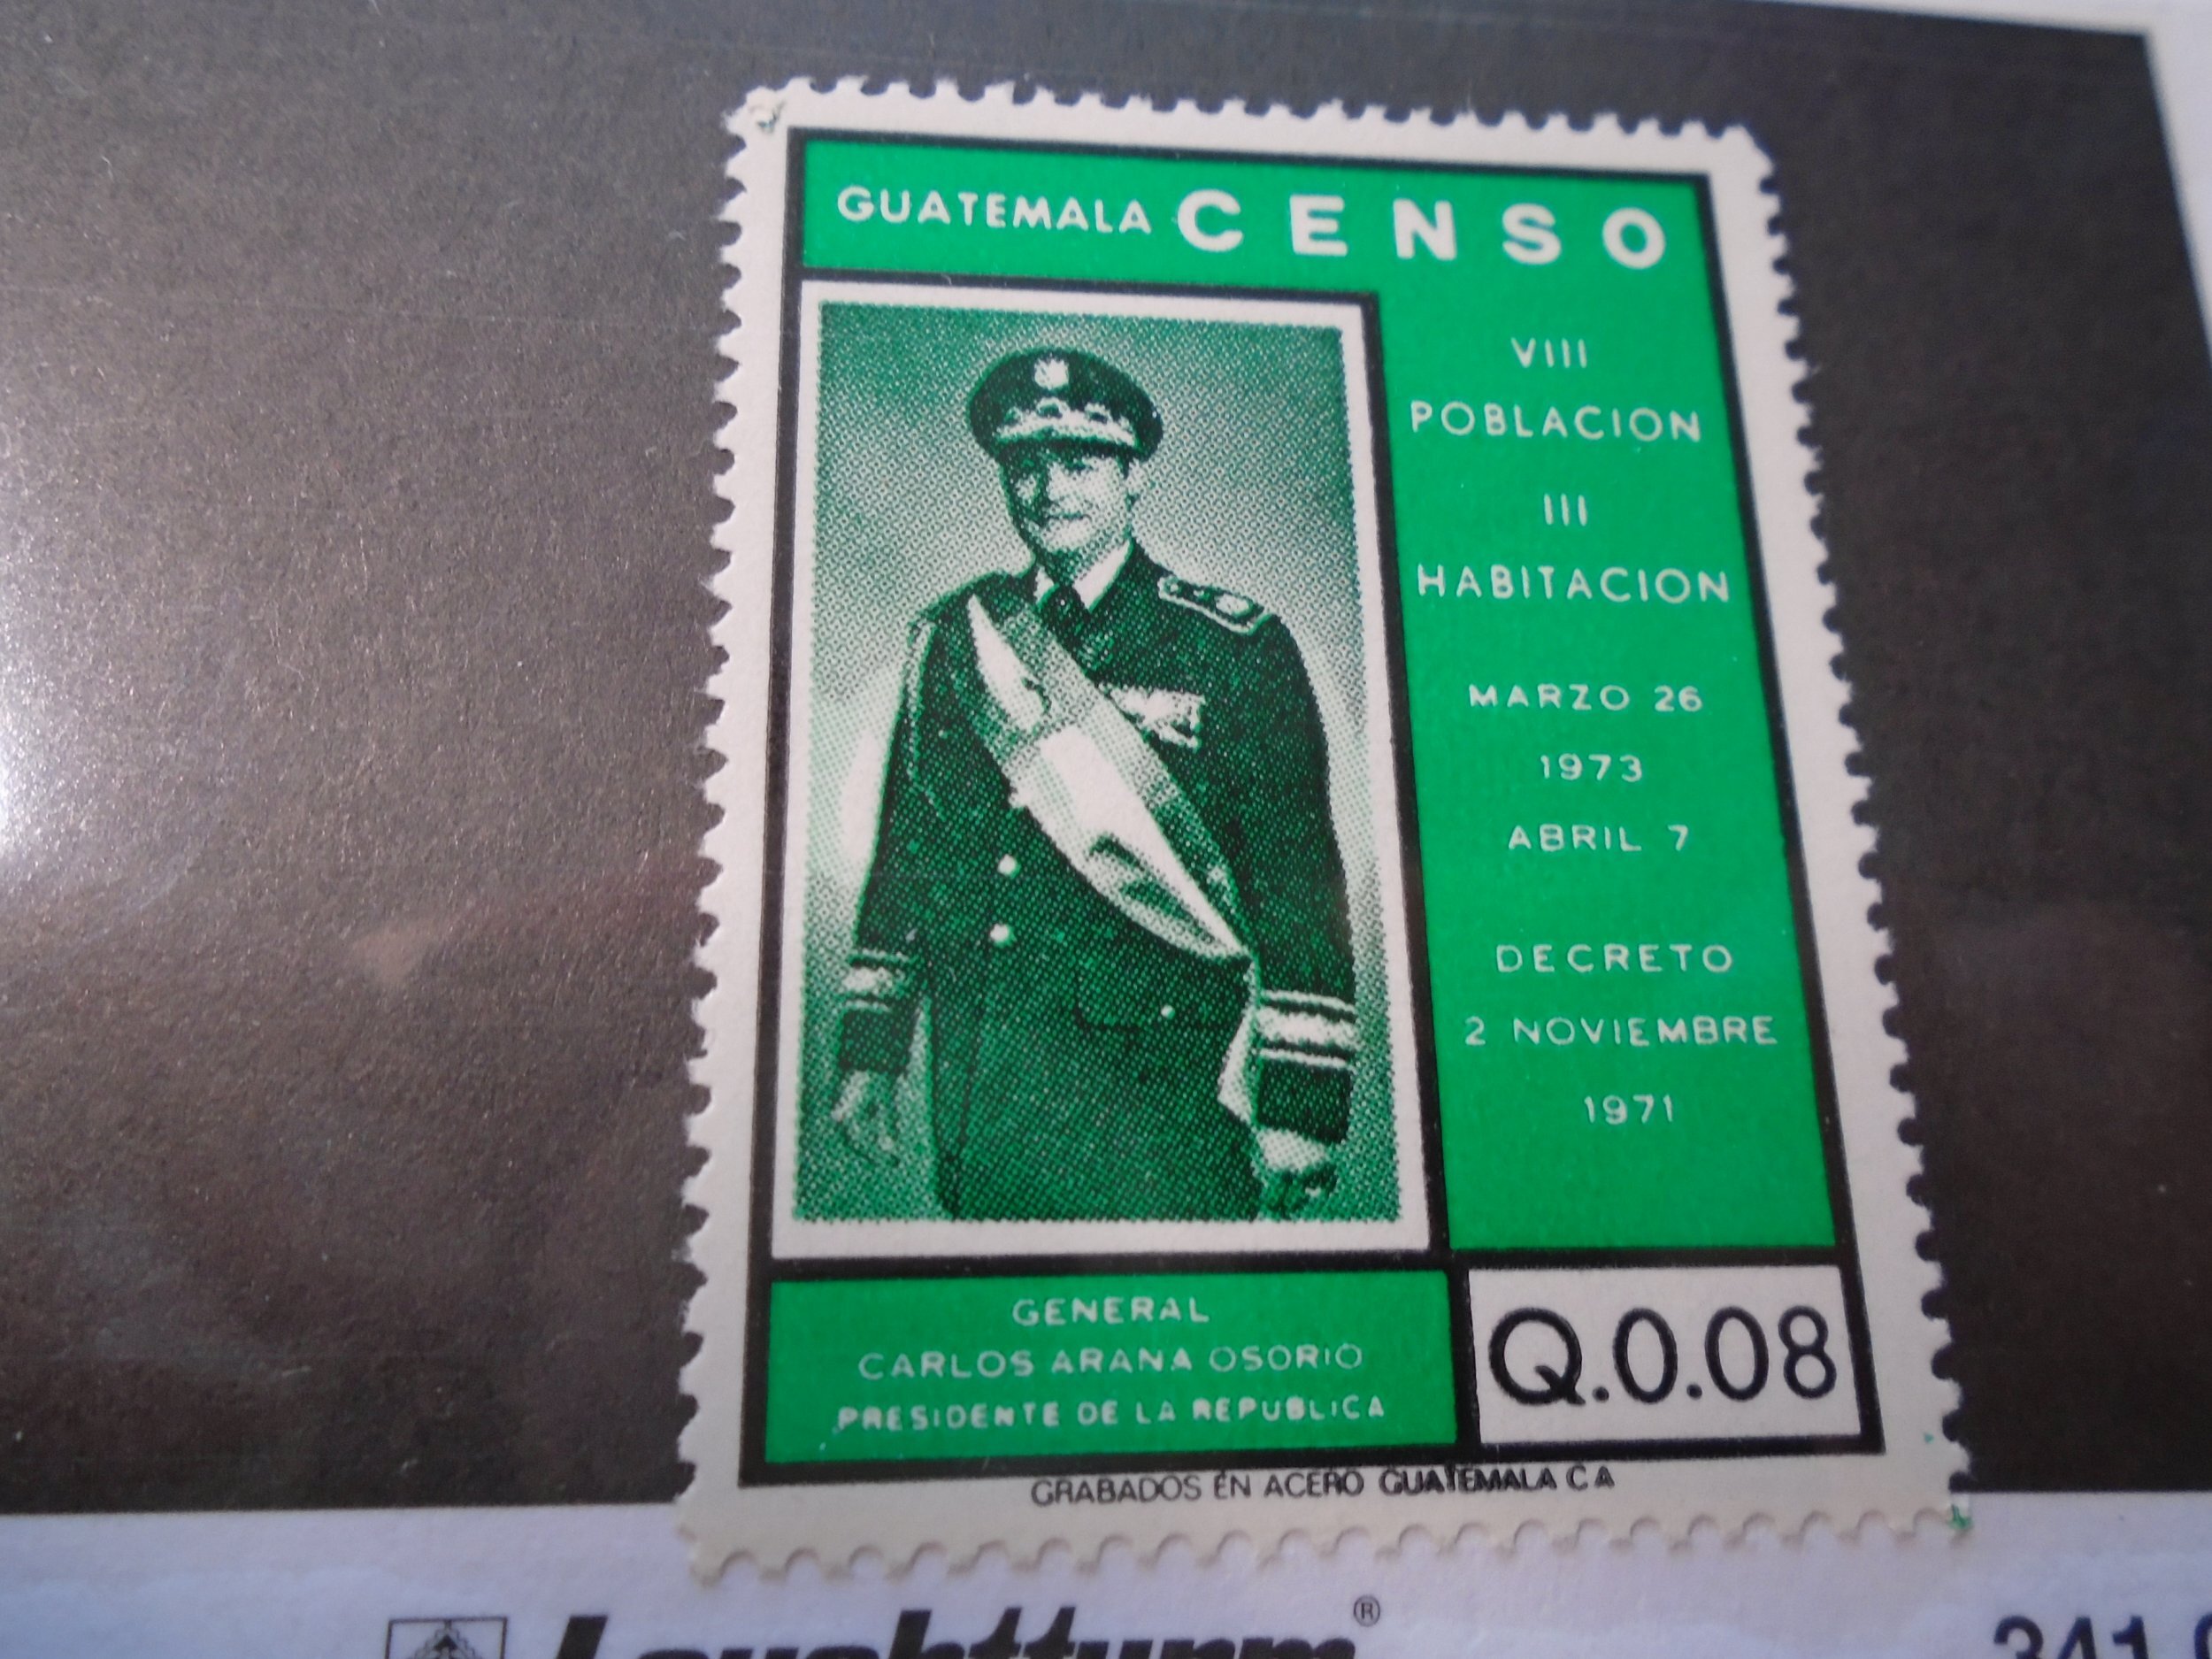 GUATEMALA CENSO
VIII
POBLACION
III
HABITACION
MARZO 26
1973
ABRIL 7
DECRETO
2 NOVIEMBRE
1971
GENERAL
CARLOS ARANA OSORIO
PRESIDENTE DE LA REPUBLICA
Q.0.08
GRABADOS EN ACERO GUATEMALA C A
Leuchtturm®